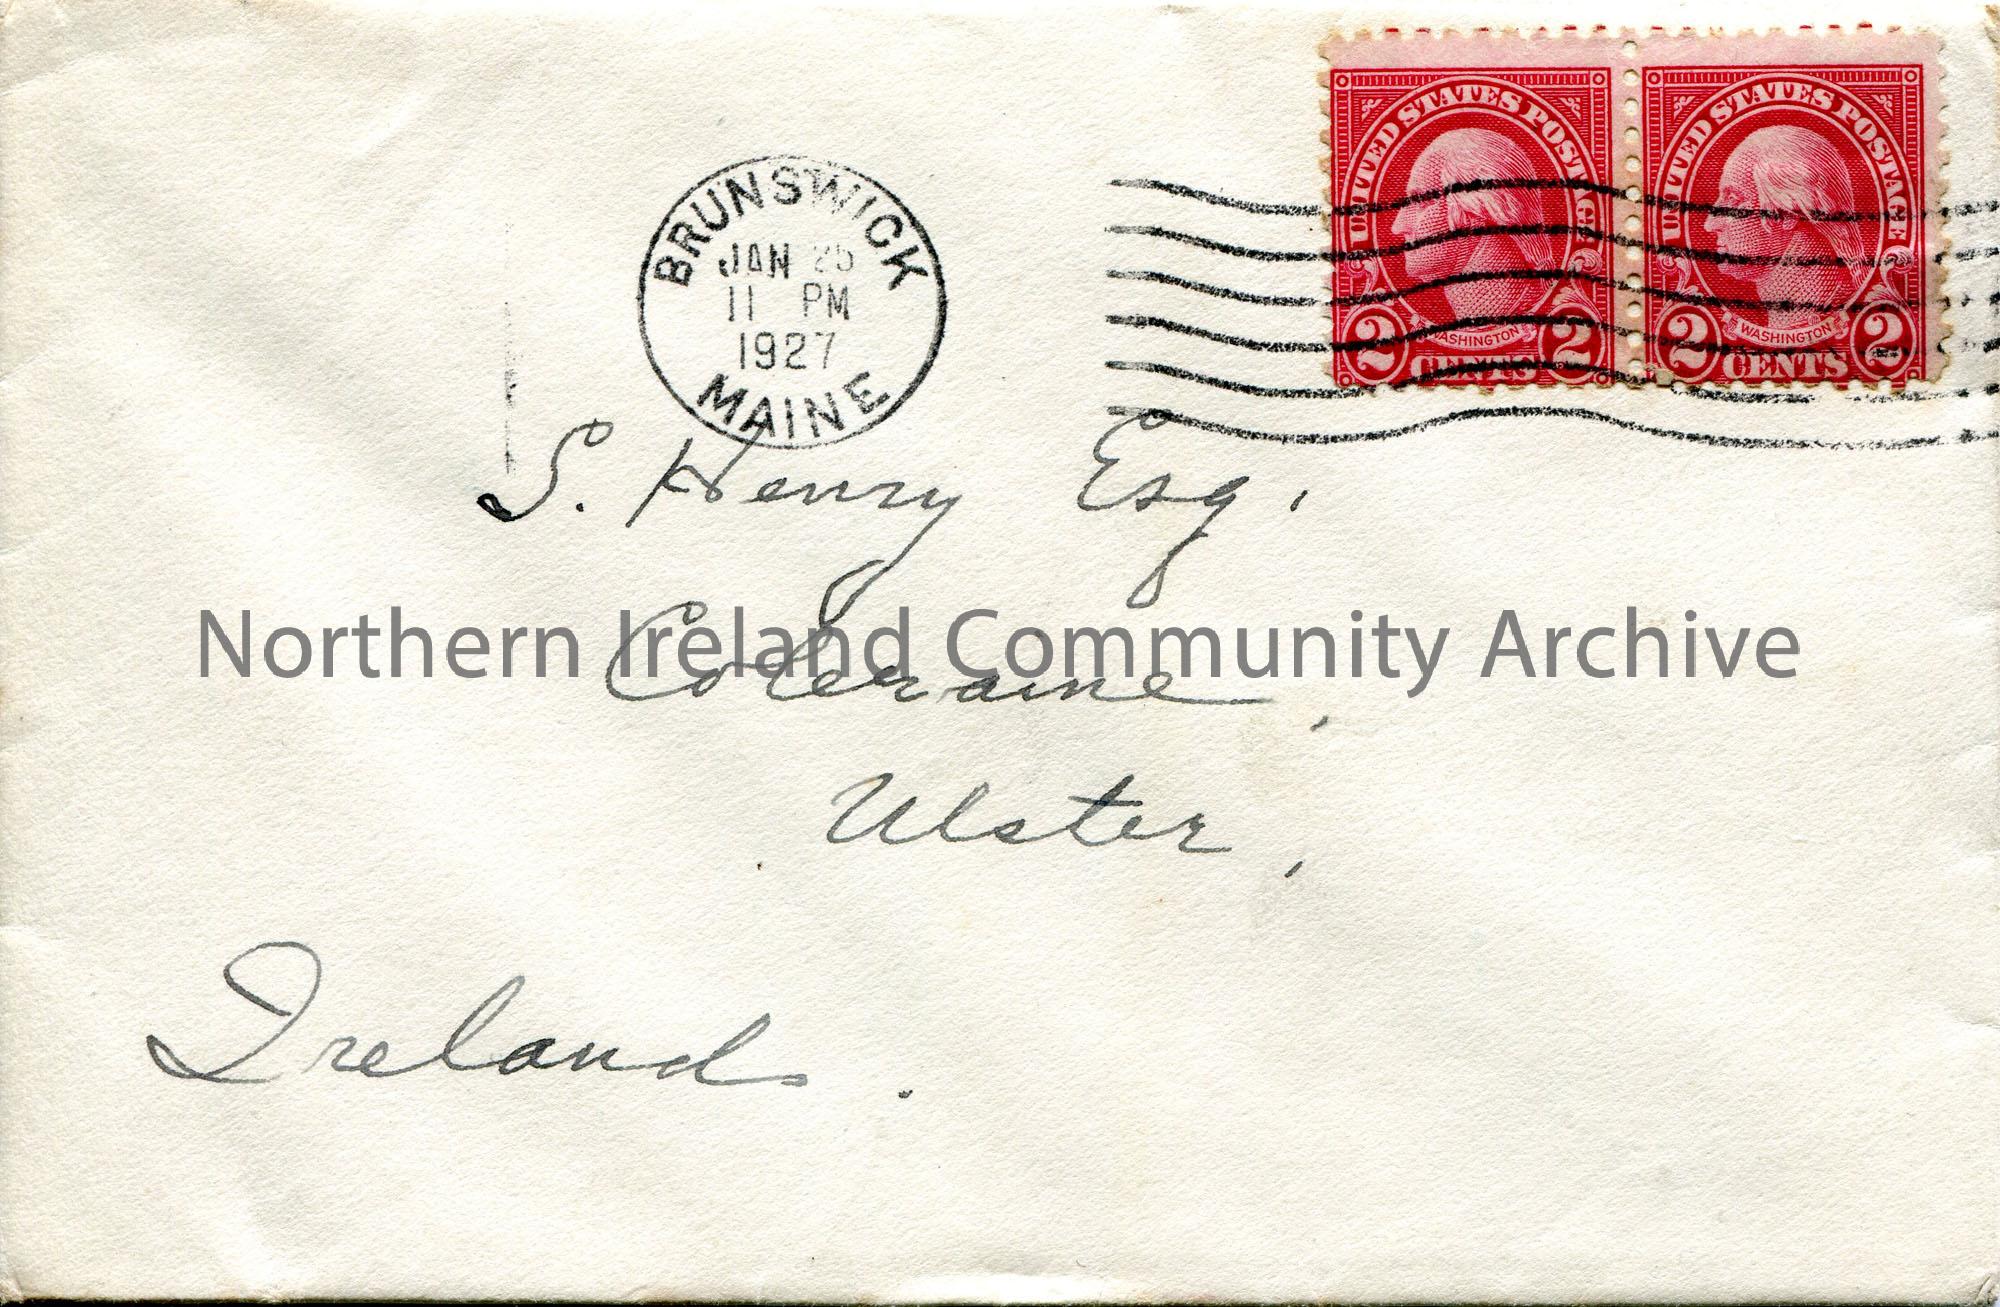 UNITED STATES POSTAGE
WASHINGTON
2 CENTS 2
UNITED STATES POSTAGE
WASHINGTON
2 CENTS 2
BRUNSWICK
JAN
11 PM
1927
MAINE
S. Henry Esq.
Northern Ireland Community Archive
Coleraine,
Ulster,
Ireland.